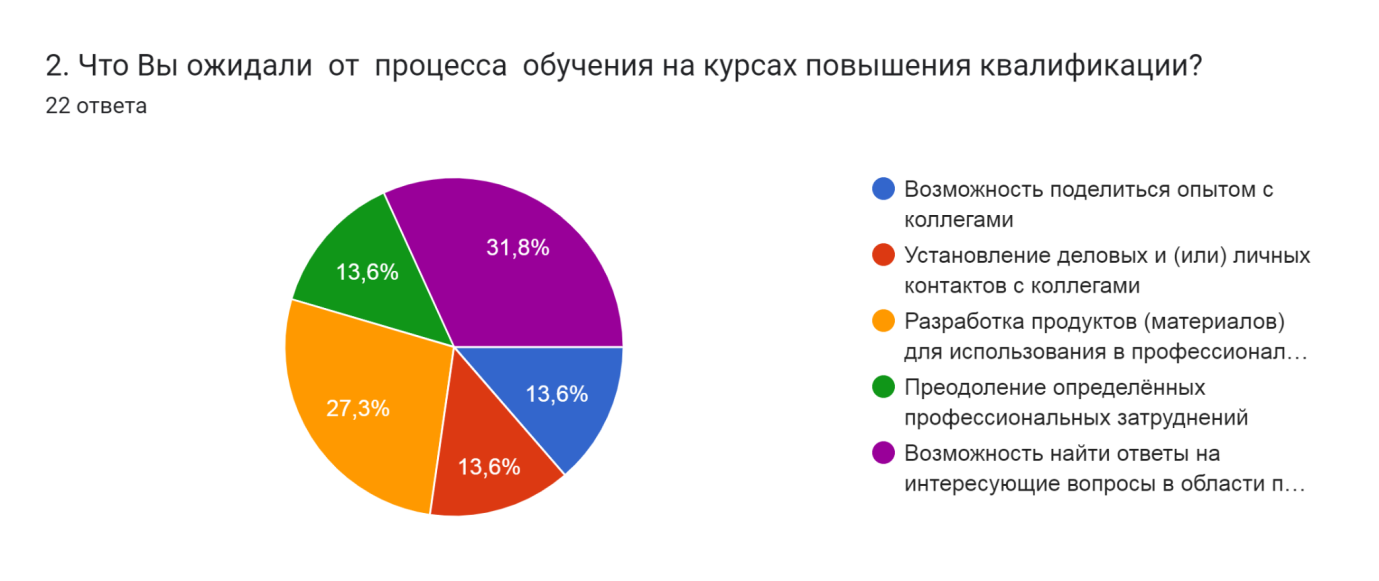 2. Что Вы ожидали от процесса обучения на курсах повышения квалификации?
22 ответа
31,8%
13,6%
27,3%
13,6%
13,6%
Возможность поделиться опытом с
коллегами
Установление деловых и (или) личных
контактов с коллегами
Разработка продуктов (материалов)
для использования в профессионал…
Преодоление определённых
профессиональных затруднений
Возможность найти ответы на
интересующие вопросы в области п…